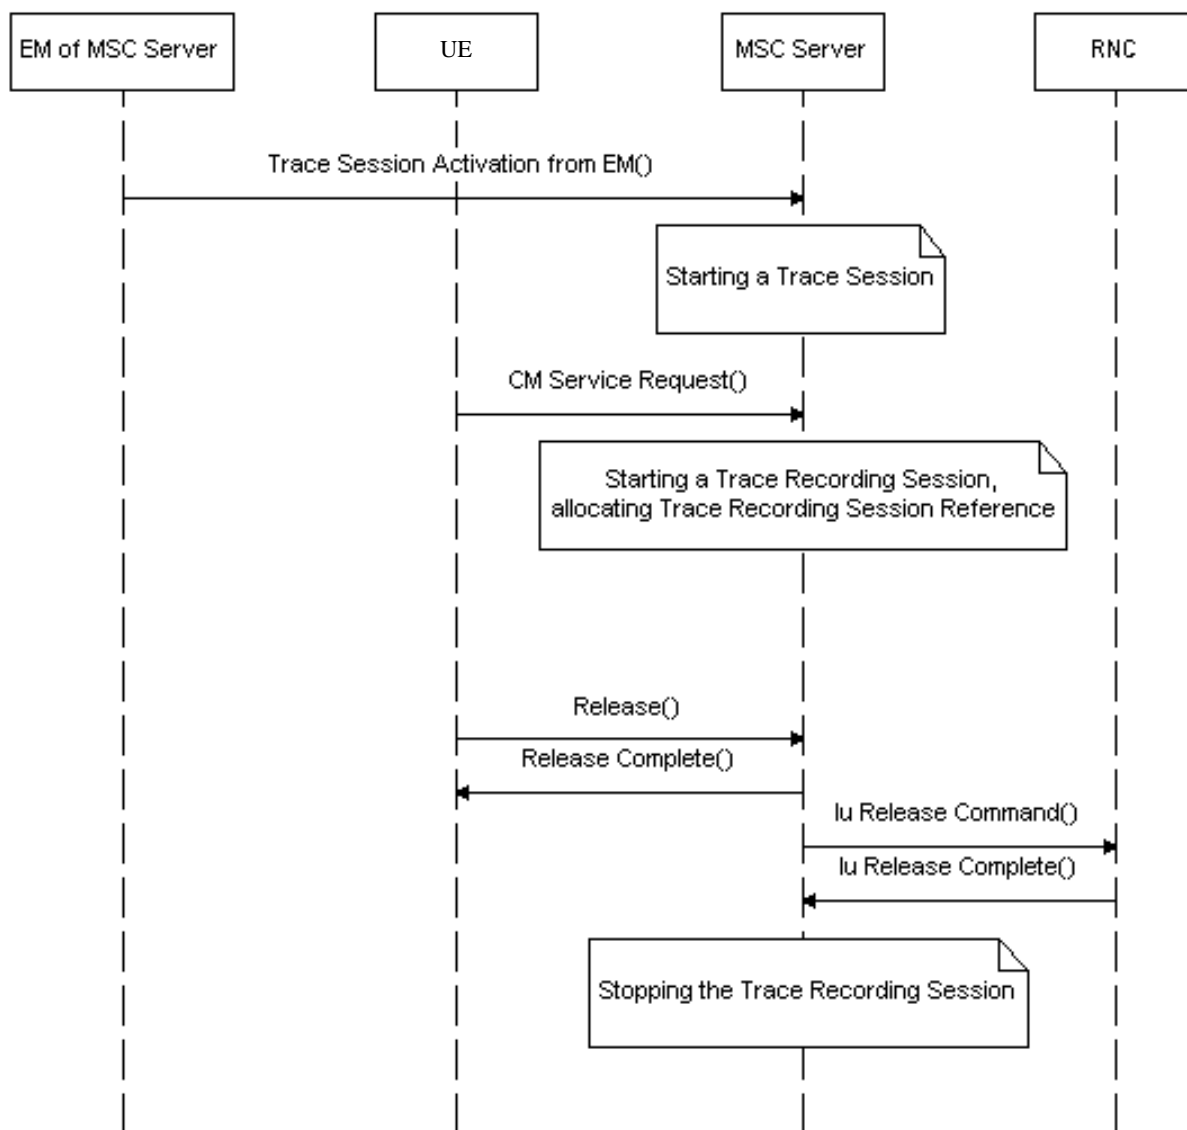 EM of MSC Server
UE
MSC Server
RNC
Trace Session Activation from EM()
Starting a Trace Session
CM Service Request()
Starting a Trace Recording Session,
allocating Trace Recording Session Reference
Release()
Release Complete()
Iu Release Command()
Iu Release Complete()
Stopping the Trace Recording Session